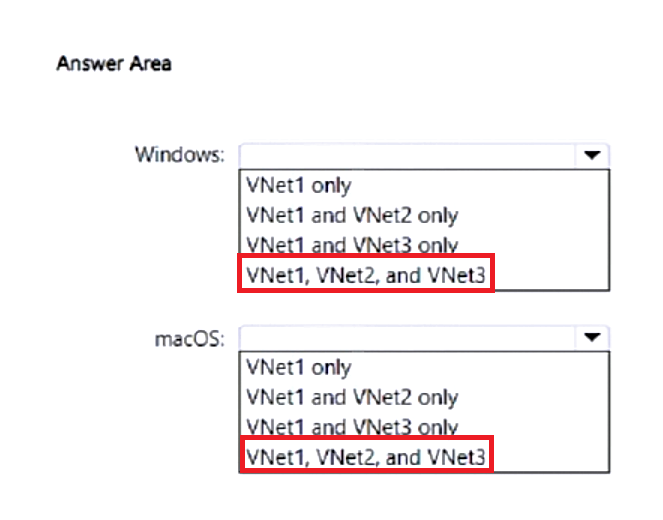 Answer Area
Windows:
VNet1 only
VNet1 and VNet2 only
VNet1 and VNet3 only
VNet1, VNet2, and VNet3
macOS:
VNet1 only
VNet1 and VNet2 only
VNet1 and VNet3 only
VNet1, VNet2, and VNet3